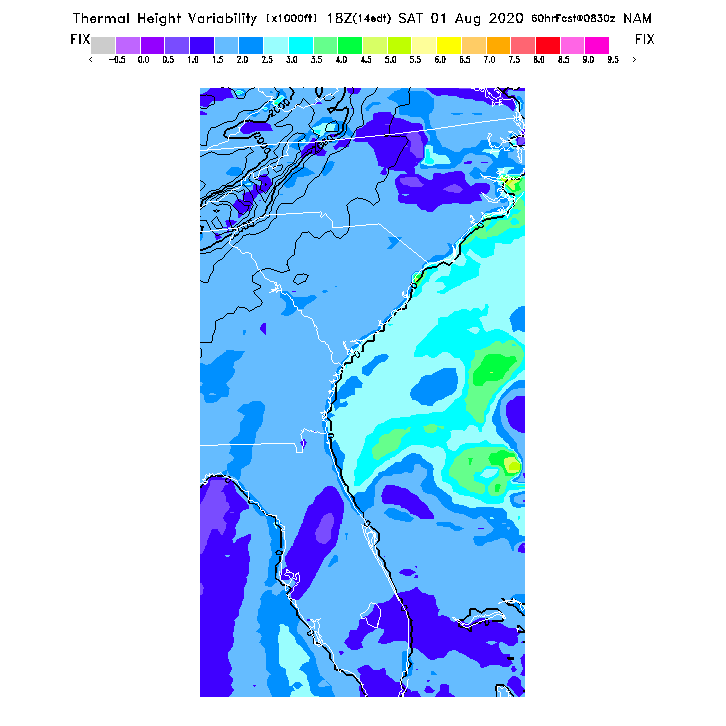 Thermal Height Variability [x1000ft] 18Z(14edt) SAT 01 Aug 2020 60hrFcst@0830z NAM
FIX FIX
< -0.5 0.0 0.5 1.0 1.5 2.0 2.5 3.0 3.5 4.0 4.5 5.0 5.5 6.0 6.5 7.0 7.5 8.0 8.5 9.0 9.5 >
2000
2000